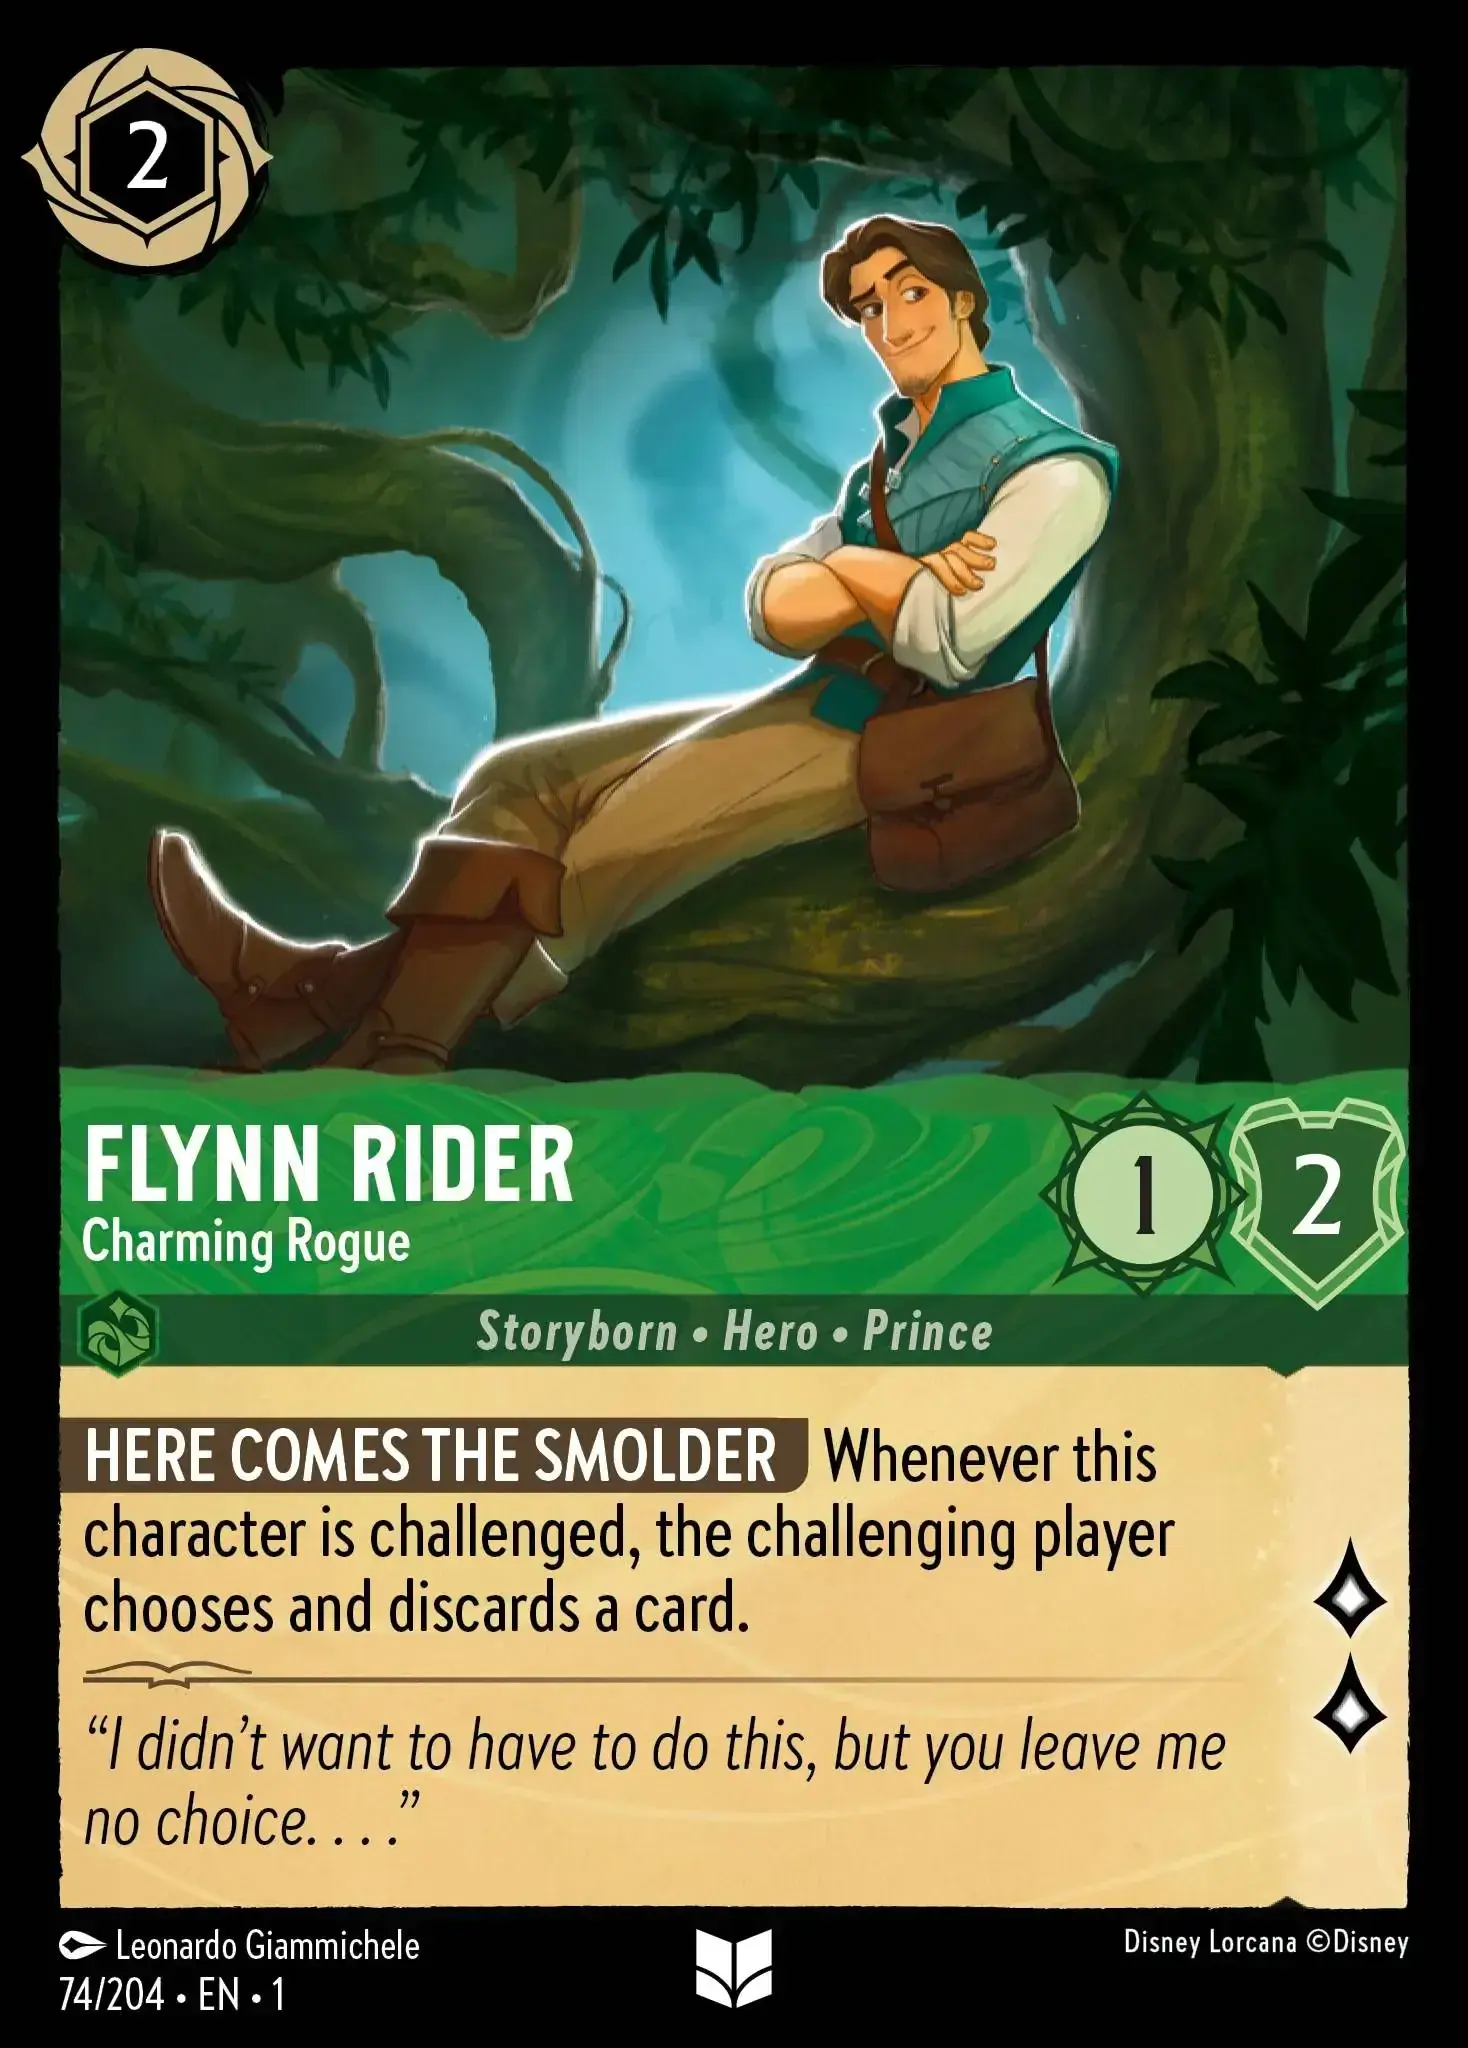 2
FLYNN RIDER
Charming Rogue
1 2
Storyborn • Hero • Prince
HERE COMES THE SMOLDER Whenever this
character is challenged, the challenging player
chooses and discards a card.
“I didn’t want to have to do this, but you leave me
no choice. . . .”
Leonardo Giammichele
74/204 • EN • 1
Disney Lorcana ©Disney